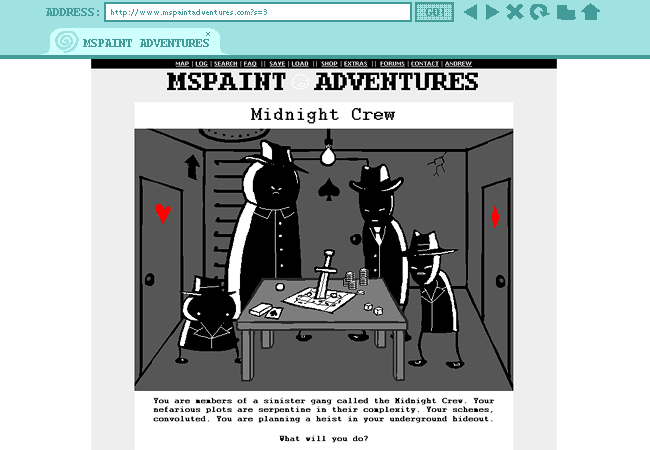 ADDRESS: http://www.mspaintadventures.com?s=3 GO!
MSPAINT ADVENTURES
MAP | LOG | SEARCH | FAQ || SAVE | LOAD || SHOP | EXTRAS || FORUMS | CONTACT | ANDREW
MSPAINT ADVENTURES
Midnight Crew
You are members of a sinister gang called the Midnight Crew. Your
nefarious plots are serpentine in their complexity. Your schemes,
convoluted. You are planning a heist in your underground hideout.
What will you do?